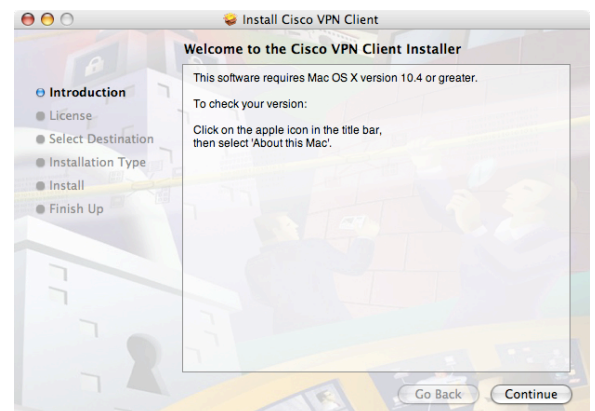 Install Cisco VPN Client
Welcome to the Cisco VPN Client Installer
Introduction
License
Select Destination
Installation Type
Install
Finish Up
This software requires Mac OS X version 10.4 or greater.
To check your version:
Click on the apple icon in the title bar,
then select 'About this Mac'.
Go Back
Continue